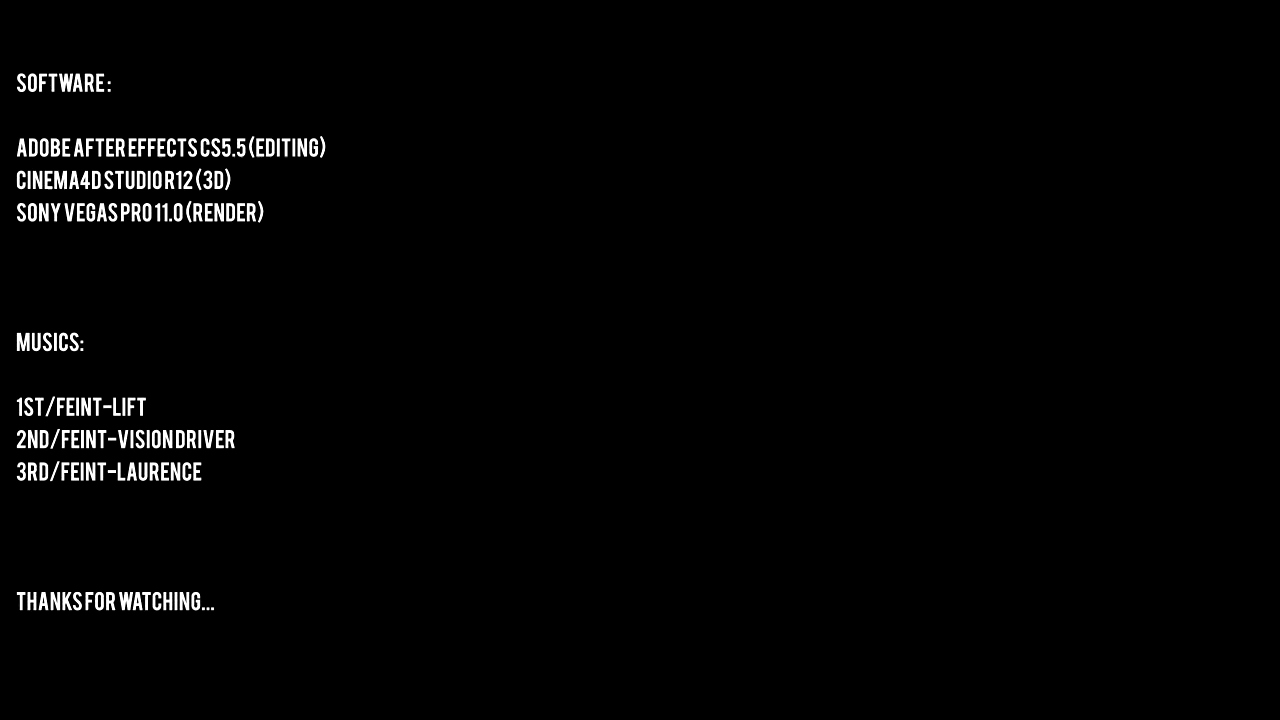 SOFTWARE :
ADOBE AFTER EFFECTS CS5.5 (EDITING)
CINEMA4D STUDIO R12 (3D)
SONY VEGAS PRO 11.0 (RENDER)
MUSICS:
1ST/FEINT-LIFT
2ND/FEINT-VISION DRIVER
3RD/FEINT-LAURENCE
THANKS FOR WATCHING...